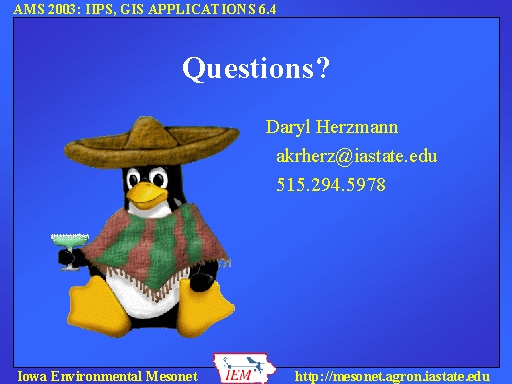 AMS 2003: IIPS, GIS APPLICATIONS 6.4
Questions?
Daryl Herzmann
akrherz@iastate.edu
515.294.5978
Iowa Environmental Mesonet
IEM
http://mesonet.agron.iastate.edu